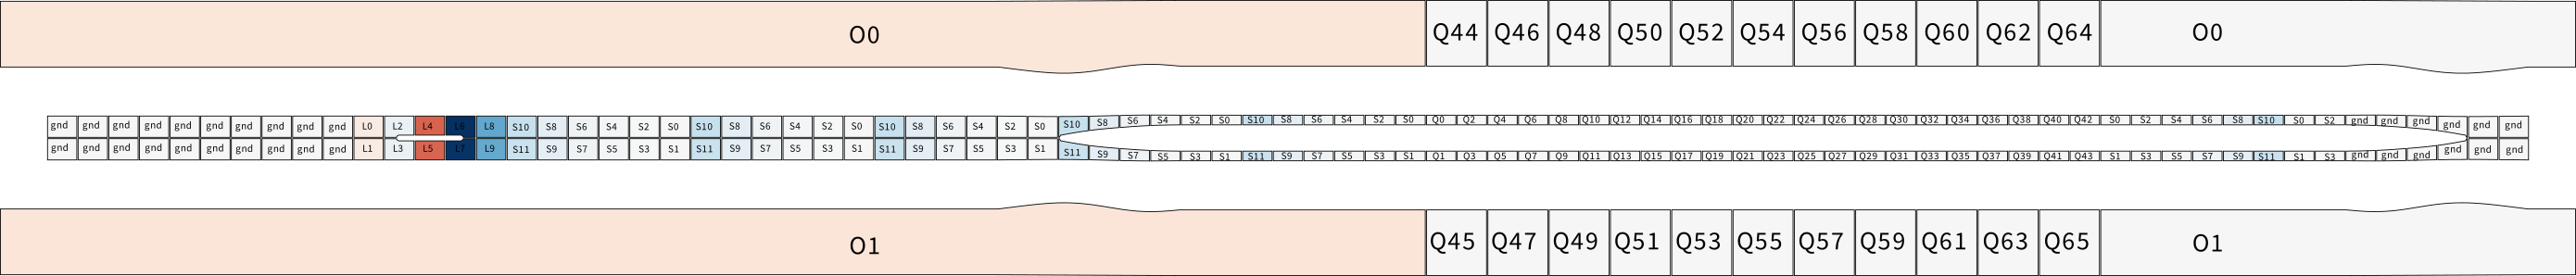 O0 Q44 Q46 Q48 Q50 Q52 Q54 Q56 Q58 Q60 Q62 Q64 O0
gnd gnd gnd gnd gnd gnd gnd gnd gnd gnd L0 L2 L4 L6 L8 S10 S8 S6 S4 S2 S0 S10 S8 S6 S4 S2 S0 S10 S8 S6 S4 S2 S0 S10 S8 S6 S4 S2 S0 S10 S8 S6 S4 S2 S0 Q0 Q2 Q4 Q6 Q8 Q10 Q12 Q14 Q16 Q18 Q20 Q22 Q24 Q26 Q28 Q30 Q32 Q34 Q36 Q38 Q40 Q42 S0 S2 S4 S6 S8 S10 S0 S2 gnd gnd gnd gnd gnd gnd
gnd gnd gnd gnd gnd gnd gnd gnd gnd gnd L1 L3 L5 L7 L9 S11 S9 S7 S5 S3 S1 S11 S9 S7 S5 S3 S1 S11 S9 S7 S5 S3 S1 S11 S9 S7 S5 S3 S1 S11 S9 S7 S5 S3 S1 Q1 Q3 Q5 Q7 Q9 Q11 Q13 Q15 Q17 Q19 Q21 Q23 Q25 Q27 Q29 Q31 Q33 Q35 Q37 Q39 Q41 Q43 S1 S3 S5 S7 S9 S11 S1 S3 gnd gnd gnd gnd gnd gnd
O1 Q45 Q47 Q49 Q51 Q53 Q55 Q57 Q59 Q61 Q63 Q65 O1